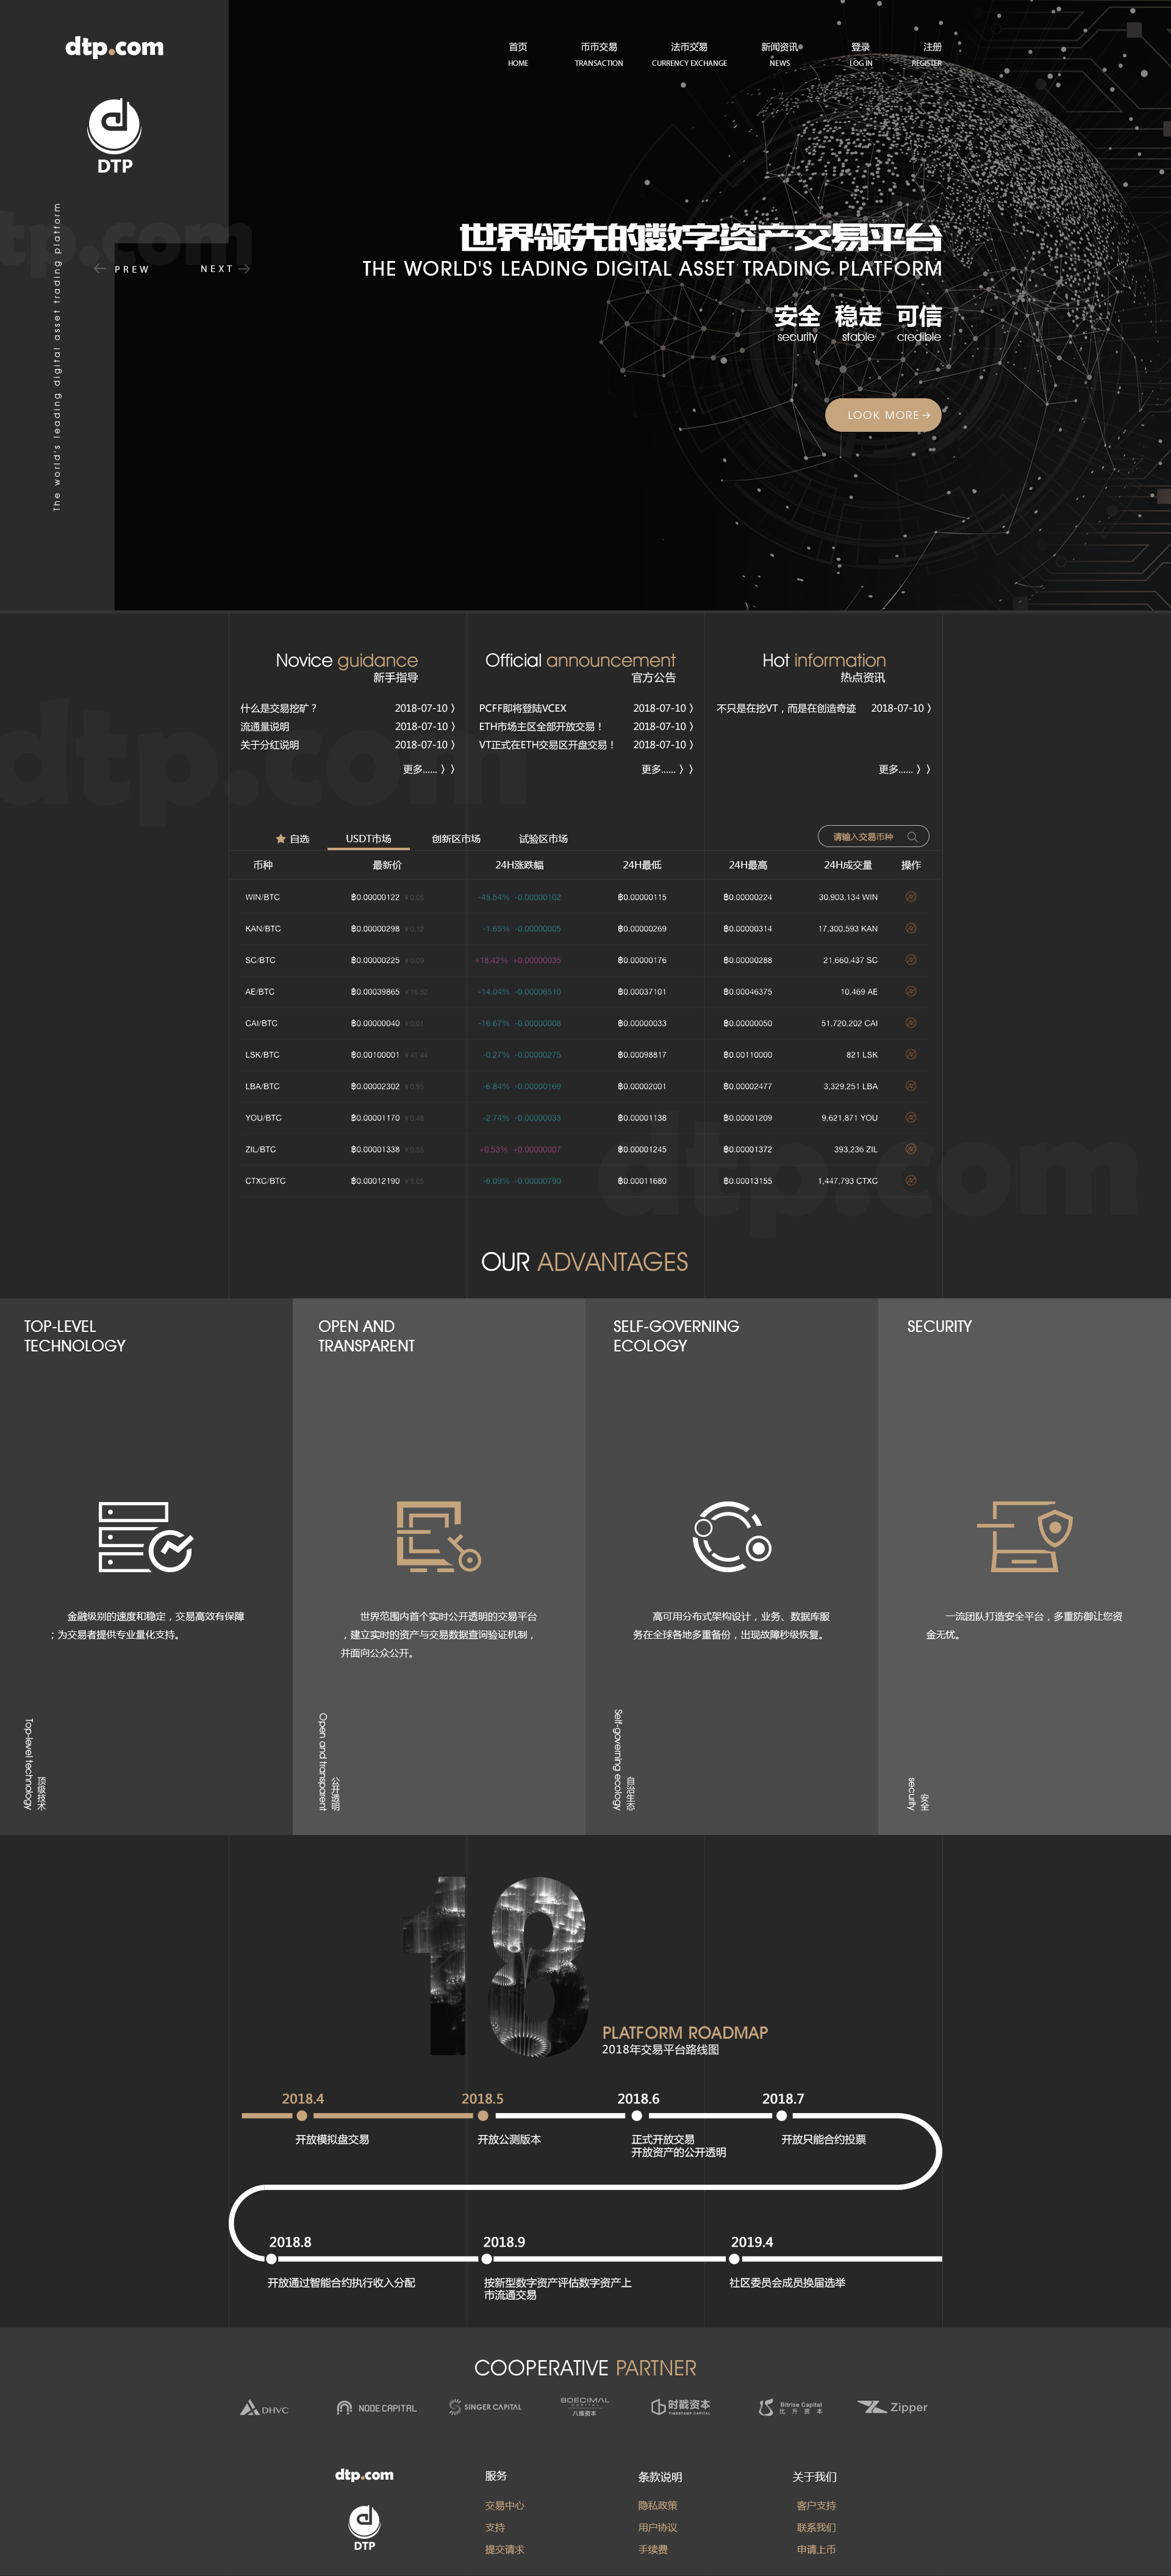 dtp.com
首页 币币交易 法币交易 新闻资讯 登录 注册
HOME TRANSACTION CURRENCY EXCHANGE NEWS LOG IN REGISTER
DTP
The world's leading digital asset trading platform
tp.com
PREW NEXT
世界领先的数字资产交易平台
THE WORLD'S LEADING DIGITAL ASSET TRADING PLATFORM
安全 稳定 可信
security stable credible
LOOK MORE
Novice guidance
新手指导
什么是交易挖矿？ 2018-07-10 〉
流通量说明 2018-07-10 〉
关于分红说明 2018-07-10 〉
更多...... 〉〉
Official announcement
官方公告
PCFF即将登陆VCEX 2018-07-10 〉
ETH市场主区全部开放交易！ 2018-07-10 〉
VT正式在ETH交易区开盘交易！ 2018-07-10 〉
更多...... 〉〉
Hot information
热点资讯
不只是在挖VT，而是在创造奇迹 2018-07-10 〉
更多...... 〉〉
dtp.com
自选 USDT市场 创新区市场 试验区市场 请输入交易币种
币种 最新价 24H涨跌幅 24H最低 24H最高 24H成交量 操作
WIN/BTC ฿0.00000122 ¥0.05 -45.54% -0.00000102 ฿0.00000115 ฿0.00000224 30,903,134 WIN
KAN/BTC ฿0.00000298 ¥0.12 -1.65% -0.00000005 ฿0.00000269 ฿0.00000314 17,300,593 KAN
SC/BTC ฿0.00000225 ¥0.09 +18.42% +0.00000035 ฿0.00000176 ฿0.00000288 21,660,437 SC
AE/BTC ฿0.00039865 ¥16.52 -14.04% -0.00006510 ฿0.00037101 ฿0.00046375 10,469 AE
CAI/BTC ฿0.00000040 ¥0.01 -16.67% -0.00000008 ฿0.00000033 ฿0.00000050 51,720,202 CAI
LSK/BTC ฿0.00100001 ¥41.44 -0.27% -0.00000275 ฿0.00098817 ฿0.00110000 821 LSK
LBA/BTC ฿0.00002302 ¥0.95 -6.84% -0.00000169 ฿0.00002001 ฿0.00002477 3,329,251 LBA
YOU/BTC ฿0.00001170 ¥0.48 -2.74% -0.00000033 ฿0.00001138 ฿0.00001209 9,621,871 YOU
ZIL/BTC ฿0.00001338 ¥0.55 +0.53% +0.00000007 ฿0.00001245 ฿0.00001372 393,236 ZIL
CTXC/BTC ฿0.00012190 ¥5.05 -6.09% -0.00000790 ฿0.00011680 ฿0.00013155 1,447,793 CTXC
dtp.com
OUR ADVANTAGES
TOP-LEVEL
TECHNOLOGY
金融级别的速度和稳定，交易高效有保障
；为交易者提供专业量化支持。
Top-level technology
顶级技术
OPEN AND
TRANSPARENT
世界范围内首个实时公开透明的交易平台
，建立实时的资产与交易数据查询验证机制，
并面向公众公开。
Open and transparent
公开透明
SELF-GOVERNING
ECOLOGY
高可用分布式架构设计，业务、数据库服
务在全球各地多重备份，出现故障秒级恢复。
Self-governing ecology
自治生态
SECURITY
一流团队打造安全平台，多重防御让您资
金无忧。
security
安全
18
PLATFORM ROADMAP
2018年交易平台路线图
2018.4 2018.5 2018.6 2018.7
开放模拟盘交易 开放公测版本 正式开放交易 开放只能合约投票
开放资产的公开透明
2018.8 2018.9 2019.4
开放通过智能合约执行收入分配 按新型数字资产评估数字资产上 社区委员会成员换届选举
市流通交易
COOPERATIVE PARTNER
DHVC
NODE CAPITAL
SINGER CAPITAL
8DECIMAL
CAPITAL
八维资本
时戳资本
TIMESTAMP CAPITAL
Bitrise Capital
比升资本
Zipper
dtp.com
DTP
服务 条款说明 关于我们
交易中心 隐私政策 客户支持
支持 用户协议 联系我们
提交请求 手续费 申请上币